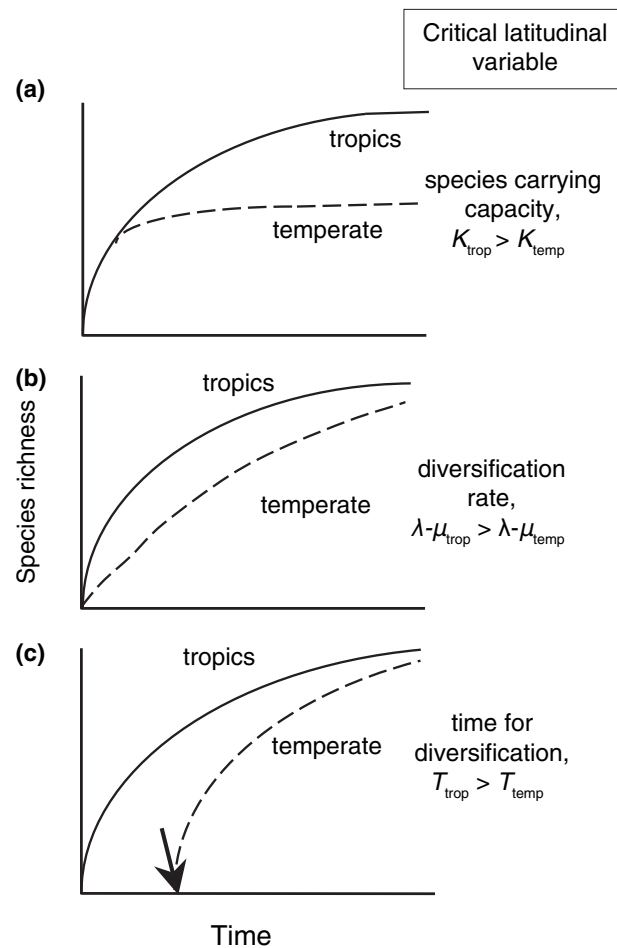 Critical latitudinal
variable
(a)
tropics
temperate
species carrying
capacity,
K_trop > K_temp
(b)
tropics
temperate
diversification
rate,
λ-μ_trop > λ-μ_temp
Species richness
(c)
tropics
temperate
time for
diversification,
T_trop > T_temp
Time